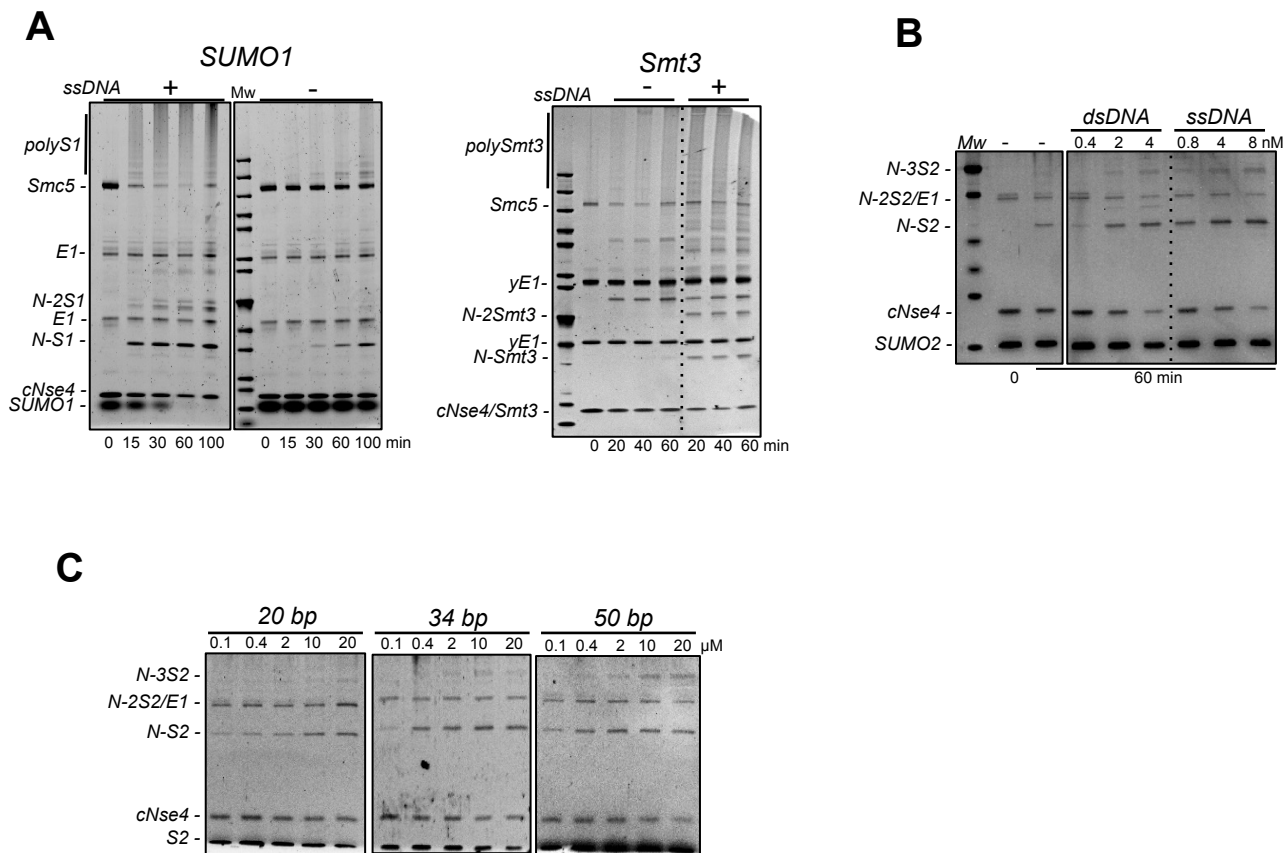 A
SUMO1
ssDNA + Mw -
polyS1
Smc5 -
E1 -
N-2S1
E1 -
N-S1 -
cNse4 -
SUMO1
0 15 30 60 100 0 15 30 60 100 min
Smt3
ssDNA - +
polySmt3
Smc5 -
yE1 -
N-2Smt3 -
yE1 -
N-Smt3 -
cNse4/Smt3 -
0 20 40 60 20 40 60 min
B
dsDNA ssDNA
Mw - - 0.4 2 4 0.8 4 8 nM
N-3S2 -
N-2S2/E1 -
N-S2 -
cNse4 -
SUMO2 -
0 60 min
C
20 bp 34 bp 50 bp
0.1 0.4 2 10 20 0.1 0.4 2 10 20 0.1 0.4 2 10 20 µM
N-3S2 -
N-2S2/E1 -
N-S2 -
cNse4 -
S2 -